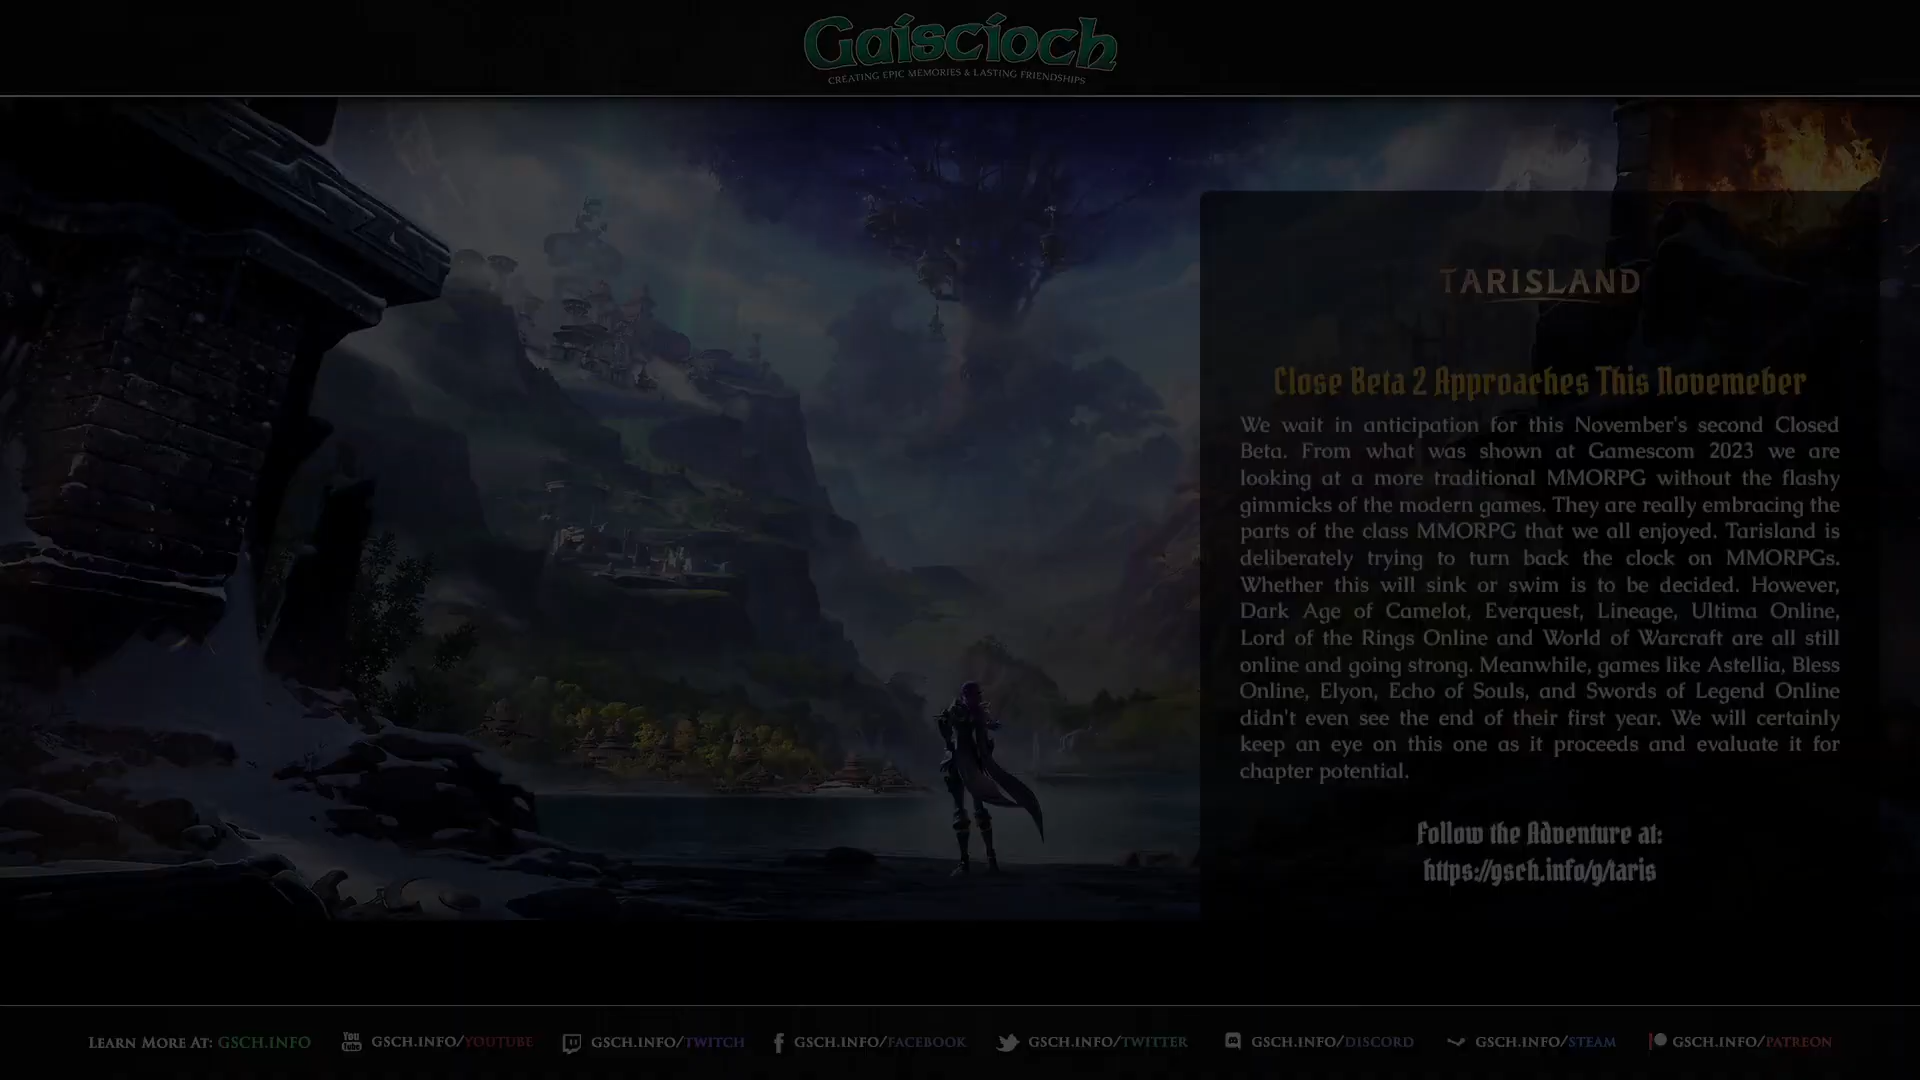 Gaiscioch
CREATING EPIC MEMORIES & LASTING FRIENDSHIPS
TARISLAND
Close Beta 2 Approaches This Novemeber
We wait in anticipation for this November's second Closed
Beta. From what was shown at Gamescom 2023 we are
looking at a more traditional MMORPG without the flashy
gimmicks of the modern games. They are really embracing the
parts of the class MMORPG that we all enjoyed. Tarisland is
deliberately trying to turn back the clock on MMORPGs.
Whether this will sink or swim is to be decided. However,
Dark Age of Camelot, Everquest, Lineage, Ultima Online,
Lord of the Rings Online and World of Warcraft are all still
online and going strong. Meanwhile, games like Astellia, Bless
Online, Elyon, Echo of Souls, and Swords of Legend Online
didn't even see the end of their first year. We will certainly
keep an eye on this one as it proceeds and evaluate it for
chapter potential.
Follow the Adventure at:
https://gsch.info/g/taris
LEARN MORE AT: GSCH.INFO You Tube GSCH.INFO/YOUTUBE GSCH.INFO/TWITCH GSCH.INFO/FACEBOOK GSCH.INFO/TWITTER GSCH.INFO/DISCORD GSCH.INFO/STEAM GSCH.INFO/PATREON